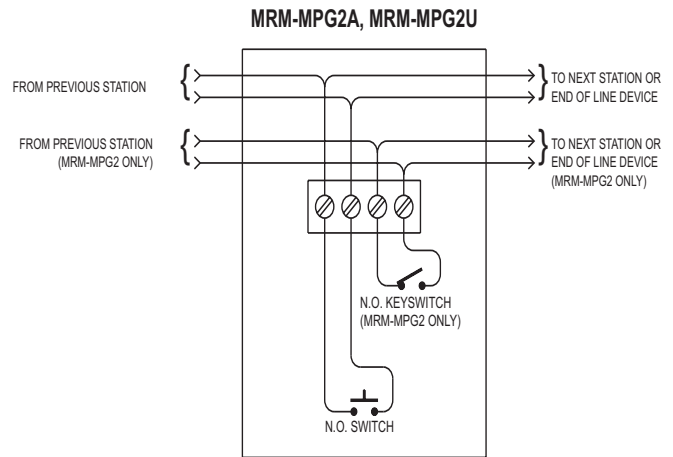 MRM-MPG2A, MRM-MPG2U
FROM PREVIOUS STATION
TO NEXT STATION OR
END OF LINE DEVICE
FROM PREVIOUS STATION
(MRM-MPG2 ONLY)
TO NEXT STATION OR
END OF LINE DEVICE
(MRM-MPG2 ONLY)
N.O. KEYSWITCH
(MRM-MPG2 ONLY)
N.O. SWITCH